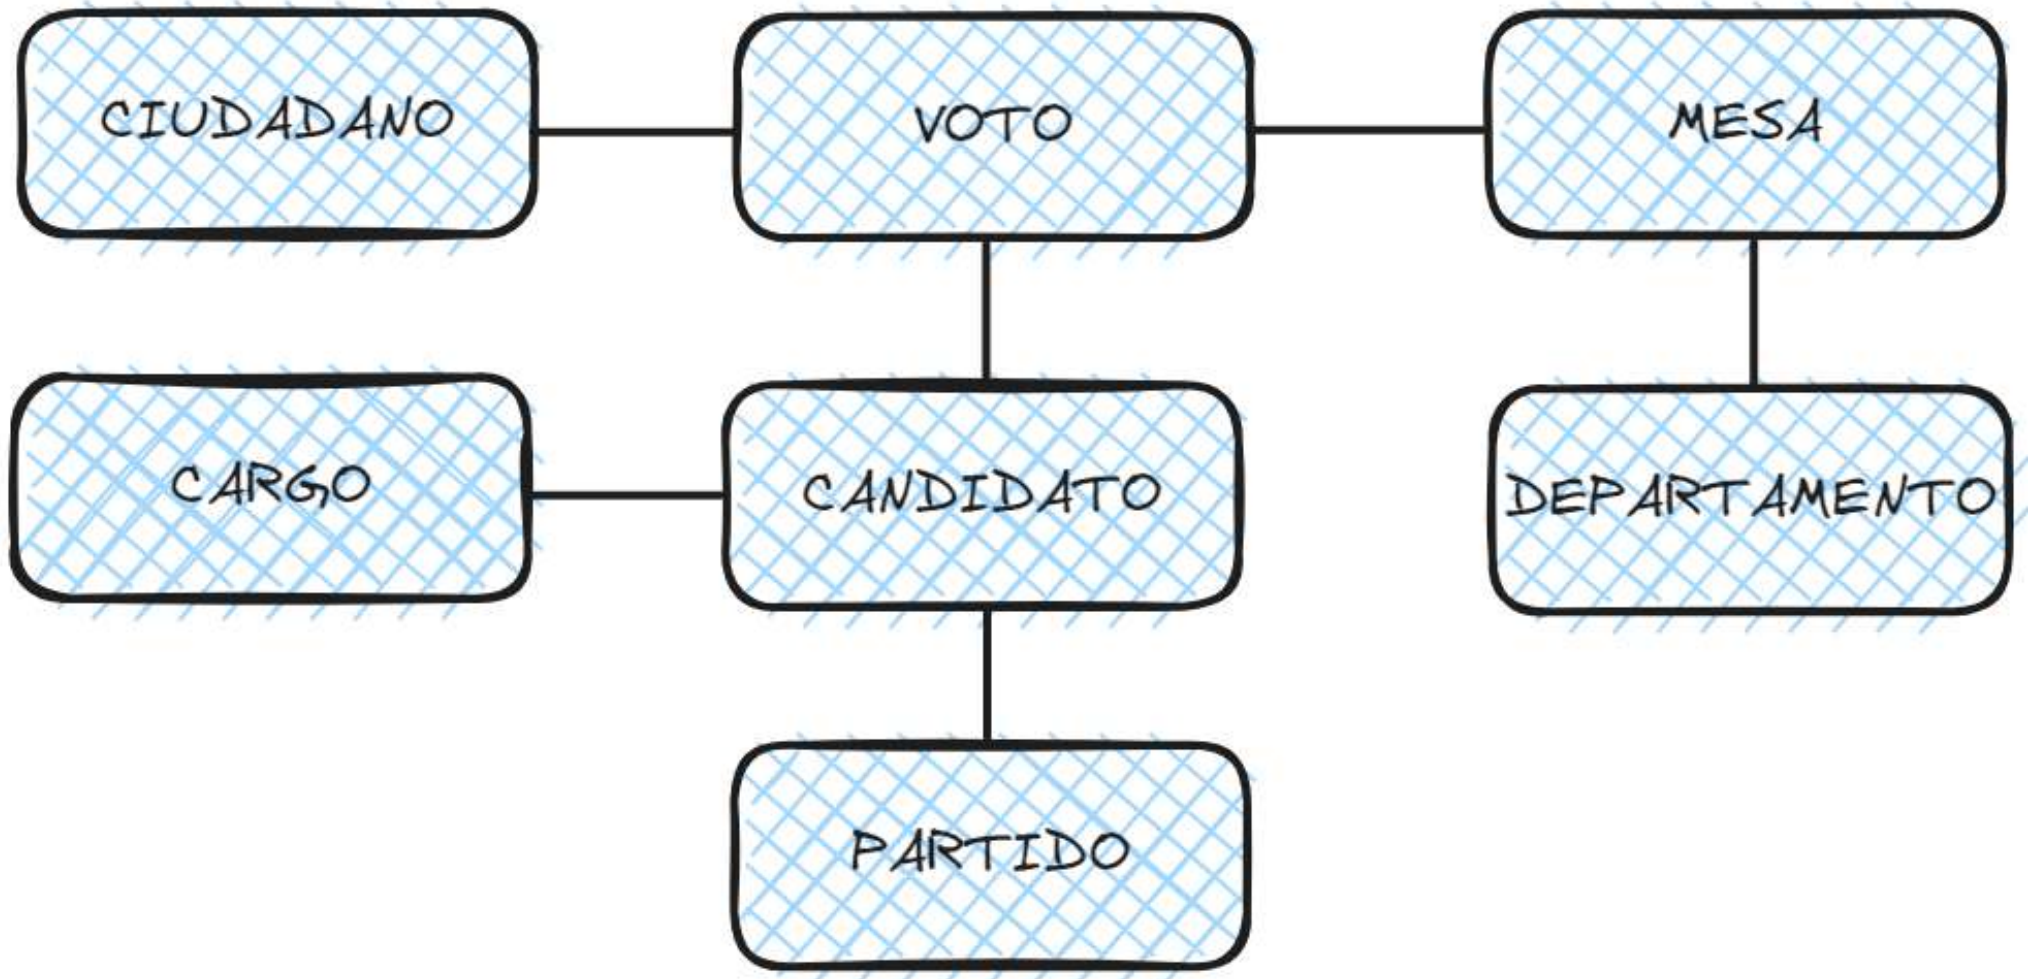 CIUDADANO
VOTO
MESA
CARGO
CANDIDATO
DEPARTAMENTO
PARTIDO